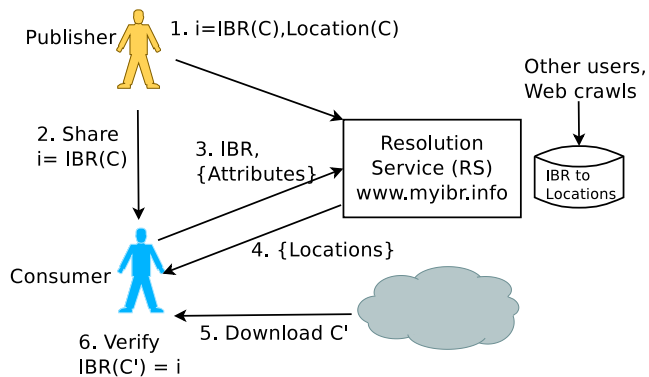 Publisher
1. i=IBR(C),Location(C)
Other users,
Web crawls
2. Share
i= IBR(C)
3. IBR,
{Attributes}
Resolution
Service (RS)
www.myibr.info
IBR to
Locations
4. {Locations}
Consumer
5. Download C'
6. Verify
IBR(C') = i